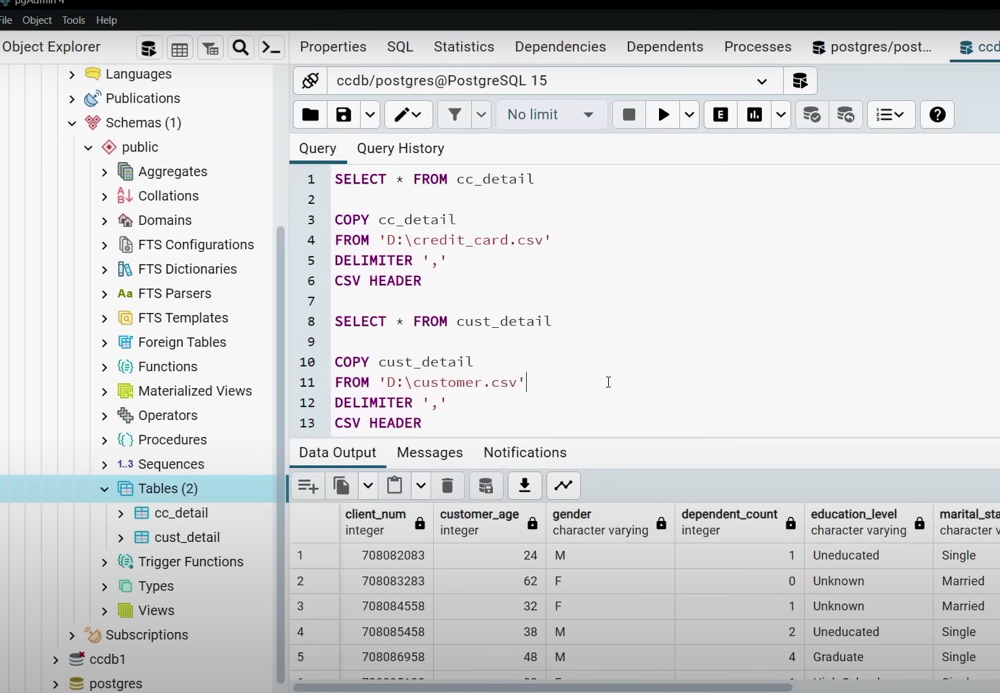 pgAdmin 4
File Object Tools Help
Object Explorer
Properties SQL Statistics Dependencies Dependents Processes postgres/post... ccd
Languages
Publications
Schemas (1)
public
Aggregates
Collations
Domains
FTS Configurations
FTS Dictionaries
Aa FTS Parsers
FTS Templates
Foreign Tables
Functions
Materialized Views
Operators
Procedures
1..3 Sequences
Tables (2)
cc_detail
cust_detail
Trigger Functions
Types
Views
Subscriptions
ccdb1
postgres
ccdb/postgres@PostgreSQL 15
No limit
E
Query Query History
1 SELECT * FROM cc_detail
2
3 COPY cc_detail
4 FROM 'D:\credit_card.csv'
5 DELIMITER ','
6 CSV HEADER
7
8 SELECT * FROM cust_detail
9
10 COPY cust_detail
11 FROM 'D:\customer.csv'
12 DELIMITER ','
13 CSV HEADER
Data Output Messages Notifications
client_num customer_age gender dependent_count education_level marital_sta
integer integer character varying integer character varying character v
1 708082083 24 M 1 Uneducated Single
2 708083283 62 F 0 Unknown Married
3 708084558 32 F 1 Unknown Married
4 708085458 38 M 2 Uneducated Single
5 708086958 48 M 4 Graduate Single